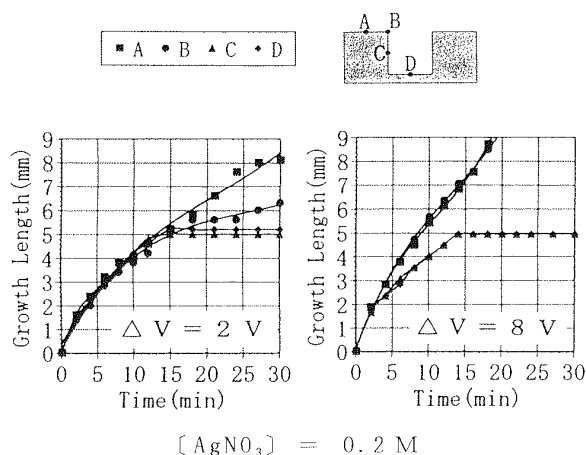 A B C D
A B
C
D
9
8
7
6
5
4
3
2
1
0
Growth Length(mm)
△ V = 2 V
0 5 10 15 20 25 30
Time(min)
9
8
7
6
5
4
3
2
1
0
Growth Length(mm)
△ V = 8 V
0 5 10 15 20 25 30
Time(min)
[AgNO₃] = 0.2 M